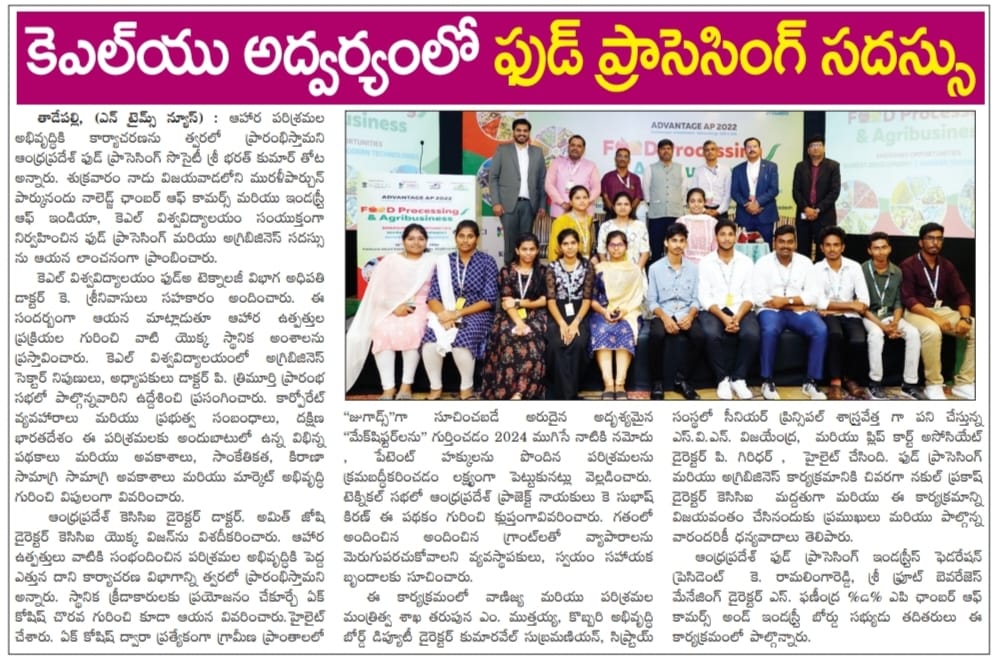 కెఎల్‌యు అద్వర్యంలో ఫుడ్ ప్రాసెసింగ్ సదస్సు
తాడేపల్లి, (ఎన్ టైమ్స్ న్యూస్) : ఆహార పరిశ్రమల
అభివృద్ధికి కార్యాచరణను త్వరలో ప్రారంభిస్తామని
ఆంధ్రప్రదేశ్ ఫుడ్ ప్రాసెసింగ్ సొసైటీ శ్రీ భరత్ కుమార్ తోట
అన్నారు. శుక్రవారం నాడు విజయవాడలోని మురళీపార్చున్
పార్కునందు నాలెడ్జ్ ఛాంబర్ ఆఫ్ కామర్స్ మరియు ఇండస్ట్రీ
ఆఫ్ ఇండియా, కెఎల్ విశ్వవిద్యాలయం సంయుక్తంగా
నిర్వహించిన ఫుడ్ ప్రాసెసింగ్ మరియు అగ్రిబిజినెస్ సదస్సు
ను ఆయన లాంచనంగా ప్రాంబించారు.
కెఎల్ విశ్వవిద్యాలయం ఫుడ్అ టెక్నాలజీ విభాగ అధిపతి
డాక్టర్ కె. శ్రీనివాసులు సహకారం అందించారు. ఈ
సందర్భంగా ఆయన మాట్లాడుతూ ఆహార ఉత్పత్తుల
ప్రక్రియల గురించి వాటి యొక్క స్థానిక అంశాలను
ప్రస్తావించారు. కెఎల్ విశ్వవిద్యాలయంలో అగ్రిబిజినెస్
సెక్టార్ నిపుణులు, అధ్యాపకులు డాక్టర్ పి. త్రిమూర్తి ప్రారంభ
సభలో పాల్గొన్నవారిని ఉద్దేశించి ప్రసంగించారు. కార్పోరేట్
వ్యవహారాలు మరియు ప్రభుత్వ సంబంధాలు, దక్షిణ
భారతదేశం ఈ పరిశ్రమలకు అందుబాటులో ఉన్న విభిన్న
పథకాలు మరియు అవకాశాలు, సాంకేతికత, కిరాణా
సామాగ్రి సామాగ్రి అవకాశాలు మరియు మార్కెట్ అభివృద్ధి
గురించి విపులంగా వివరించారు.
ఆంధ్రప్రదేశ్ కెసిసిఐ డైరెక్టర్ డాక్టర్. అమిత్ జోషి
డైరెక్టర్ కెసిసిఐ యొక్క విజన్‌ను విశదీకరించారు. ఆహార
ఉత్పత్తులు వాటికి సంభందించిన పరిశ్రమల అభివృద్ధికి పెద్ద
ఎత్తున దాని కార్యాచరణ విభాగాన్ని త్వరలో ప్రారంభిస్తామని
అన్నారు. స్థానిక క్రీడాకారులకు ప్రయోజనం చేకూర్చే ఏక్
కోషిష్ చొరవ గురించి కూడా ఆయన వివరించారు.హైలైట్
చేశారు. ఏక్ కోషిష్ ద్వారా ప్రత్యేకంగా గ్రామీణ ప్రాంతాలలో
ADVANTAGE AP 2022
FOOD Processing
& Agribusiness
ADVANTAGE AP 2022
FOOD Processing
& Agribusiness
"జుగాడ్స్"గా సూచించబడే అరుదైన అదృశ్యమైన
"మేక్‌షిఫ్టర్‌లను" గుర్తించడం 2024 ముగిసే నాటికి నమోదు
, పేటెంట్ హక్కులను పొందిన పరిశ్రమలను
క్రమబద్ధీకరించడం లక్ష్యంగా పెట్టుకున్నట్లు వెల్లడించారు.
టెక్నికల్ సభలో ఆంధ్రప్రదేశ్ ప్రాజెక్ట్ నాయకులు కె సుభాష్
కిరణ్ ఈ పథకం గురించి క్లుప్తంగావివరించారు. గతంలో
అందించిన అందించిన గ్రాంట్‌లతో వ్యాపారాలను
మెరుగుపరచుకోవాలని వ్యవస్థాపకులు, స్వయం సహాయక
బృందాలకు సూచించారు.
ఈ కార్యక్రమంలో వాణిజ్య మరియు పరిశ్రమల
మంత్రిత్వ శాఖ తరుపున ఎం. ముత్తయ్య, కొబ్బరి అభివృద్ధి
బోర్డ్ డిప్యూటీ డైరెక్టర్ కుమారవేల్ సుబ్రమణియన్, సిఫ్ట్రాయ్
సంస్థలో సీనియర్ ప్రిన్సిపల్ శాస్త్రవేత్త గా పని చేస్తున్న
ఎస్.వి.ఎన్. విజయేంద్ర, మరియు ఫ్లిప్ కార్ట్ అసోసియేట్
డైరెక్టర్ పి. గిరిధర్ , హైలైట్ చేసింది. ఫుడ్ ప్రాసెసింగ్
మరియు అగ్రిబిజినెస్ కార్యక్రమానికి చివరగా నకుల్ ప్రకాష్
డైరెక్టర్ కెసిసిఐ మద్దతుగా మరియు ఈ కార్యక్రమాన్ని
విజయవంతం చేసినందుకు ప్రముఖులు మరియు పాల్గొన్న
వారందరికీ ధన్యవాదాలు తెలిపారు.
ఆంధ్రప్రదేశ్ ఫుడ్ ప్రాసెసింగ్ ఇండస్ట్రీస్ ఫెడరేషన్
ప్రెసిడెంట్ కె. రామలింగారెడ్డి, శ్రీ ఫ్రూట్ బెవరేజెస్
మేనేజింగ్ డైరెక్టర్ ఎస్. ఫణీంద్ర ఎపి ఛాంబర్ ఆఫ్
కామర్స్ అండ్ ఇండస్ట్రీ బోర్డు సభ్యుడు తదితరులు ఈ
కార్యక్రమంలో పాల్గొన్నారు.